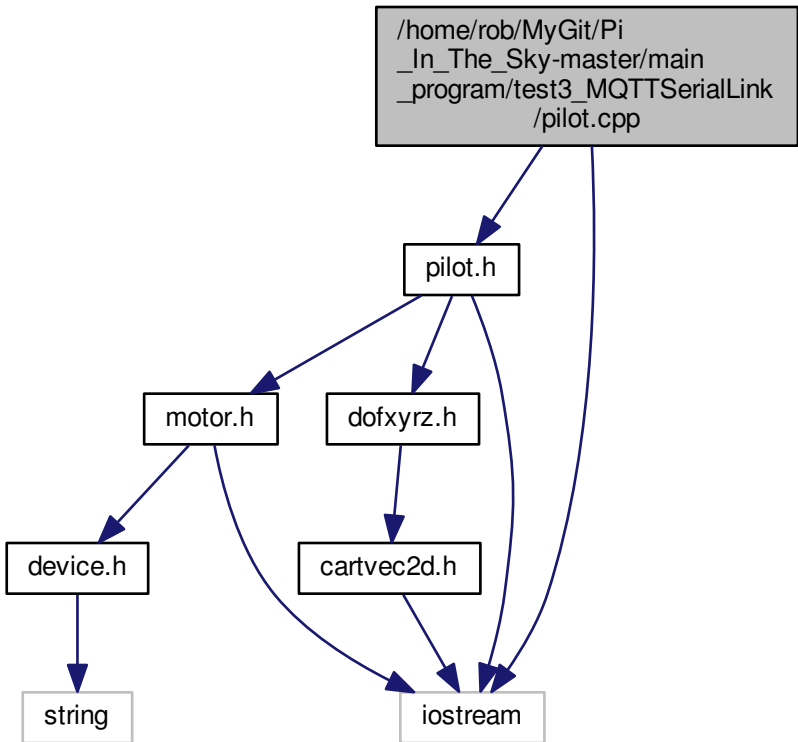 /home/rob/MyGit/Pi
_In_The_Sky-master/main
_program/test3_MQTTSerialLink
/pilot.cpp
pilot.h
motor.h
dofxyrz.h
device.h
cartvec2d.h
string
iostream